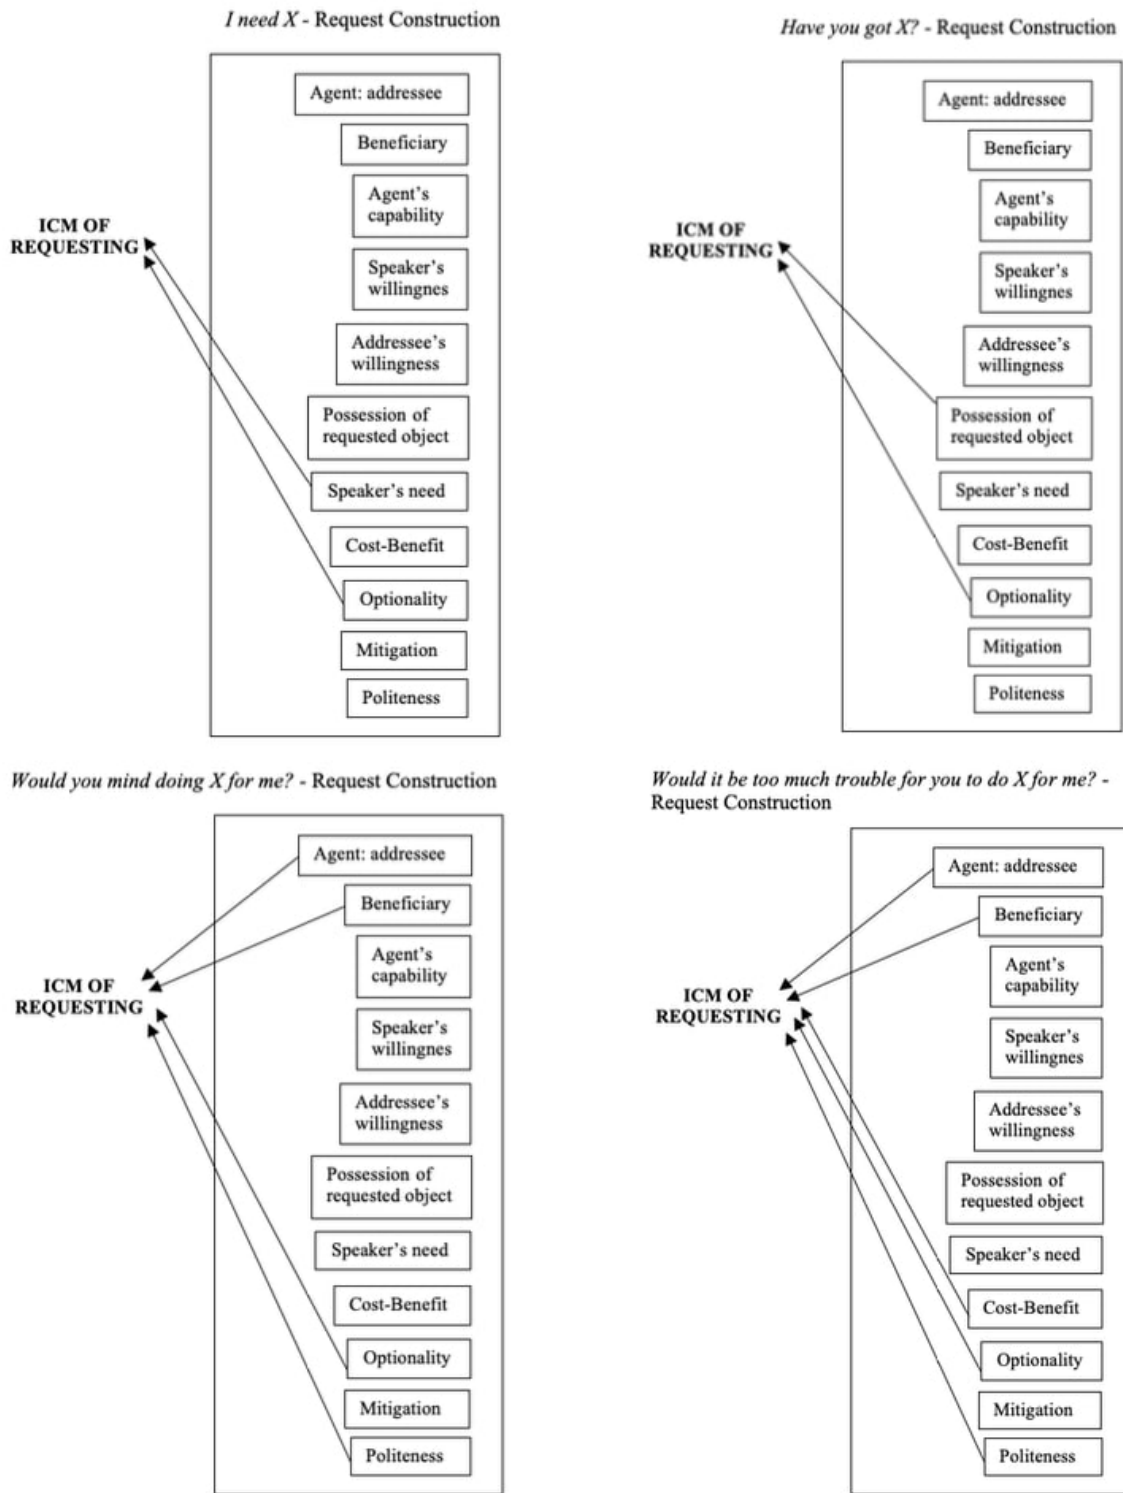 I need X - Request Construction
Agent: addressee
Beneficiary
Agent's
capability
ICM OF
REQUESTING
Speaker's
willingnes
Addressee's
willingness
Possession of
requested object
Speaker's need
Cost-Benefit
Optionality
Mitigation
Politeness
Have you got X? - Request Construction
Agent: addressee
Beneficiary
Agent's
capability
ICM OF
REQUESTING
Speaker's
willingnes
Addressee's
willingness
Possession of
requested object
Speaker's need
Cost-Benefit
Optionality
Mitigation
Politeness
Would you mind doing X for me? - Request Construction
Agent: addressee
Beneficiary
Agent's
capability
ICM OF
REQUESTING
Speaker's
willingnes
Addressee's
willingness
Possession of
requested object
Speaker's need
Cost-Benefit
Optionality
Mitigation
Politeness
Would it be too much trouble for you to do X for me? -
Request Construction
Agent: addressee
Beneficiary
Agent's
capability
ICM OF
REQUESTING
Speaker's
willingnes
Addressee's
willingness
Possession of
requested object
Speaker's need
Cost-Benefit
Optionality
Mitigation
Politeness